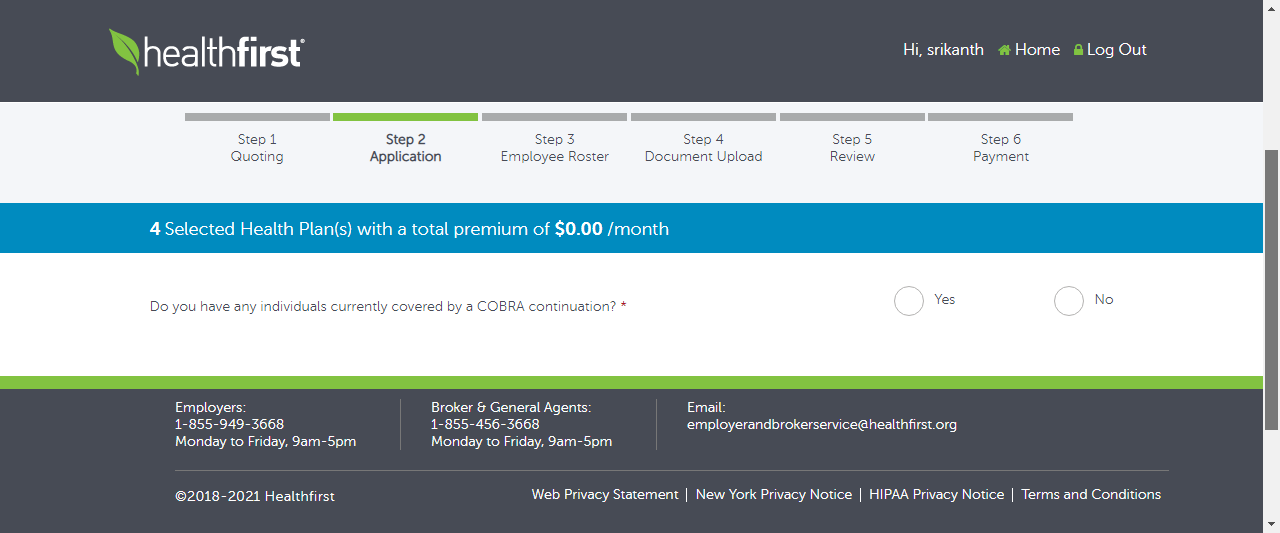 healthfirst®
Hi, srikanth Home Log Out
Step 1
Quoting
Step 2
Application
Step 3
Employee Roster
Step 4
Document Upload
Step 5
Review
Step 6
Payment
4 Selected Health Plan(s) with a total premium of $0.00 /month
Do you have any individuals currently covered by a COBRA continuation? *
Yes
No
Employers:
1-855-949-3668
Monday to Friday, 9am-5pm
Broker & General Agents:
1-855-456-3668
Monday to Friday, 9am-5pm
Email:
employerandbrokerservice@healthfirst.org
©2018-2021 Healthfirst
Web Privacy Statement | New York Privacy Notice | HIPAA Privacy Notice | Terms and Conditions